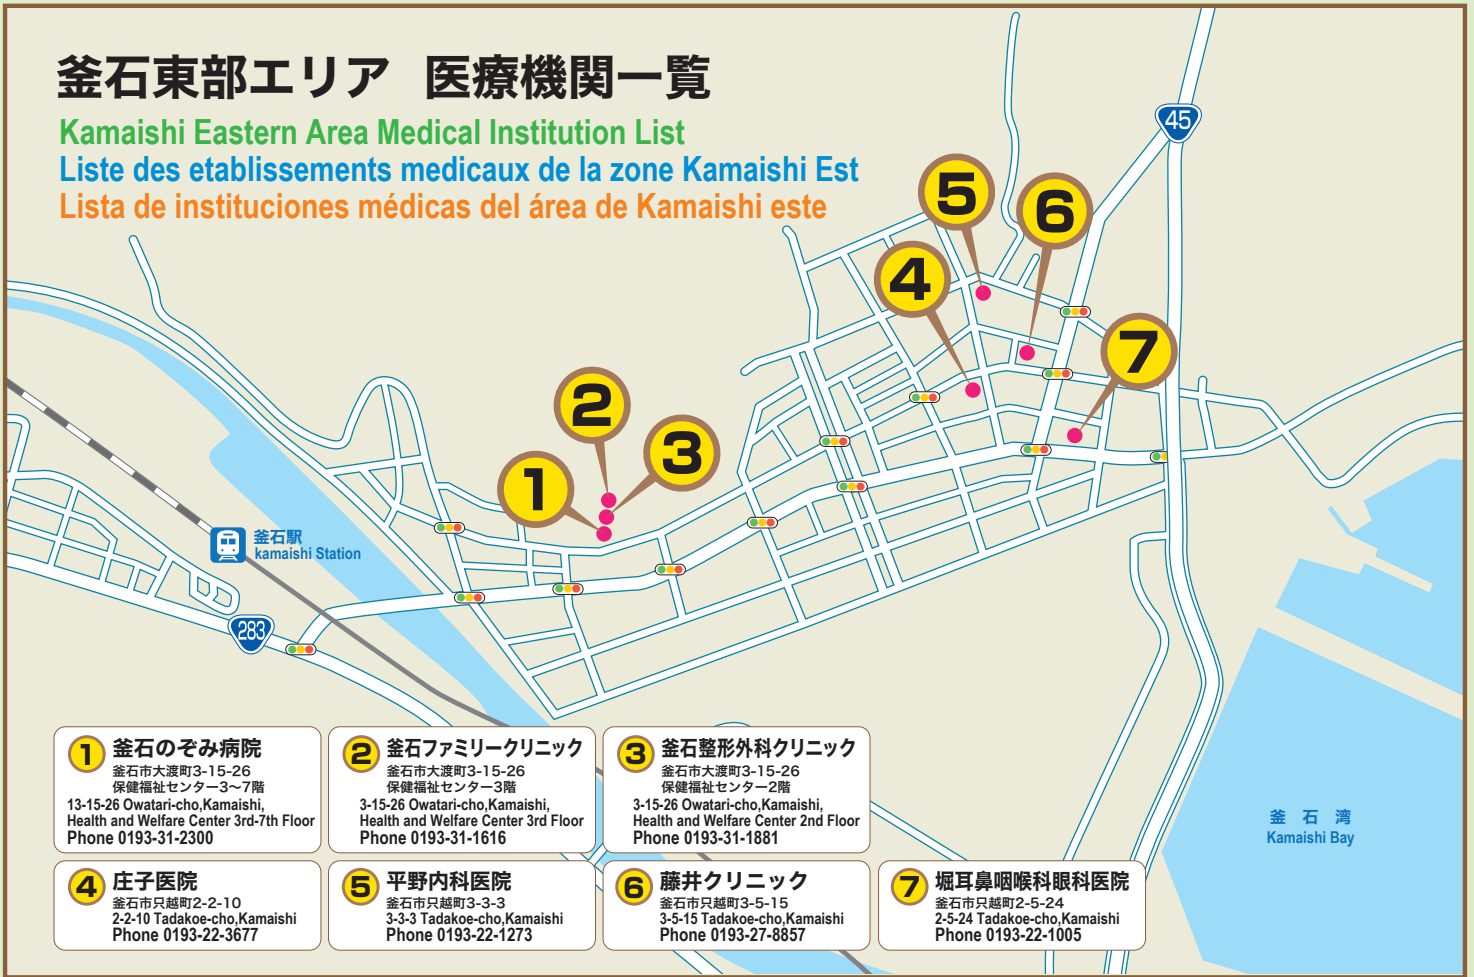 釜石東部エリア 医療機関一覧
Kamaishi Eastern Area Medical Institution List
Liste des etablissements medicaux de la zone Kamaishi Est
Lista de instituciones médicas del área de Kamaishi este
45
5
6
4
7
2
3
1
釜石駅
kamaishi Station
283
釜石湾
Kamaishi Bay
1 釜石のぞみ病院
釜石市大渡町3-15-26
保健福祉センター3〜7階
13-15-26 Owatari-cho,Kamaishi,
Health and Welfare Center 3rd-7th Floor
Phone 0193-31-2300
2 釜石ファミリークリニック
釜石市大渡町3-15-26
保健福祉センター3階
3-15-26 Owatari-cho,Kamaishi,
Health and Welfare Center 3rd Floor
Phone 0193-31-1616
3 釜石整形外科クリニック
釜石市大渡町3-15-26
保健福祉センター2階
3-15-26 Owatari-cho,Kamaishi,
Health and Welfare Center 2nd Floor
Phone 0193-31-1881
4 庄子医院
釜石市只越町2-2-10
2-2-10 Tadakoe-cho,Kamaishi
Phone 0193-22-3677
5 平野内科医院
釜石市只越町3-3-3
3-3-3 Tadakoe-cho,Kamaishi
Phone 0193-22-1273
6 藤井クリニック
釜石市只越町3-5-15
3-5-15 Tadakoe-cho,Kamaishi
Phone 0193-27-8857
7 堀耳鼻咽喉科眼科医院
釜石市只越町2-5-24
2-5-24 Tadakoe-cho,Kamaishi
Phone 0193-22-1005